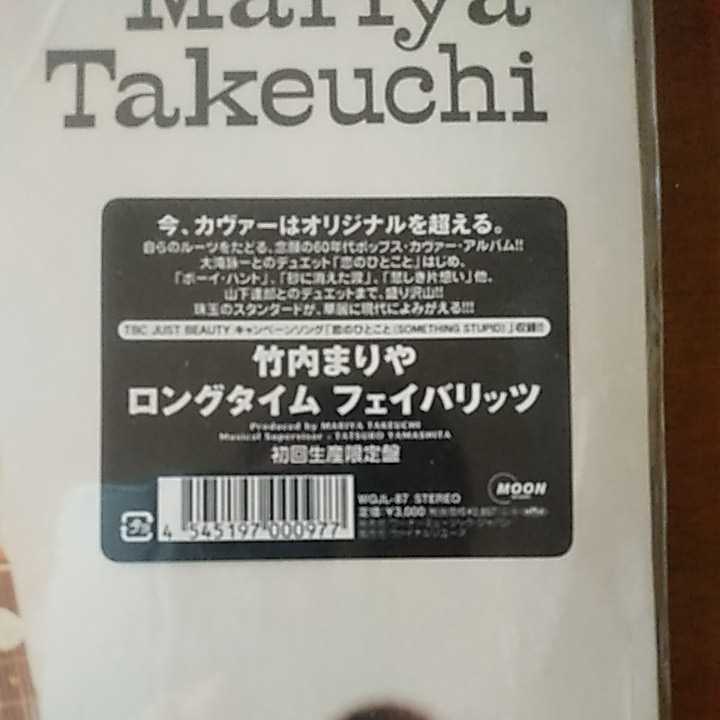 Mariya
Takeuchi
今、カヴァーはオリジナルを超える。
自らのルーツをたどる、念願の60年代ポップス・カヴァー・アルバム!!
大滝詠一とのデュエット「恋のひとこと」はじめ、
「ボーイ・ハント」、「砂に消えた涙」、「悲しき片想い」他、
山下達郎とのデュエットまで、盛り沢山!!
珠玉のスタンダードが、華麗に現代によみがえる!!!
TBC JUST BEAUTY キャンペーンソング「恋のひとこと(SOMETHING STUPID)」収録!!
竹内まりや
ロングタイム フェイバリッツ
Produced by MARIYA TAKEUCHI
Musical Supervisor : TATSURO YAMASHITA
初回生産限定盤
WQJL-87 STEREO
定価:¥3,000
MOON
4 545197 000977